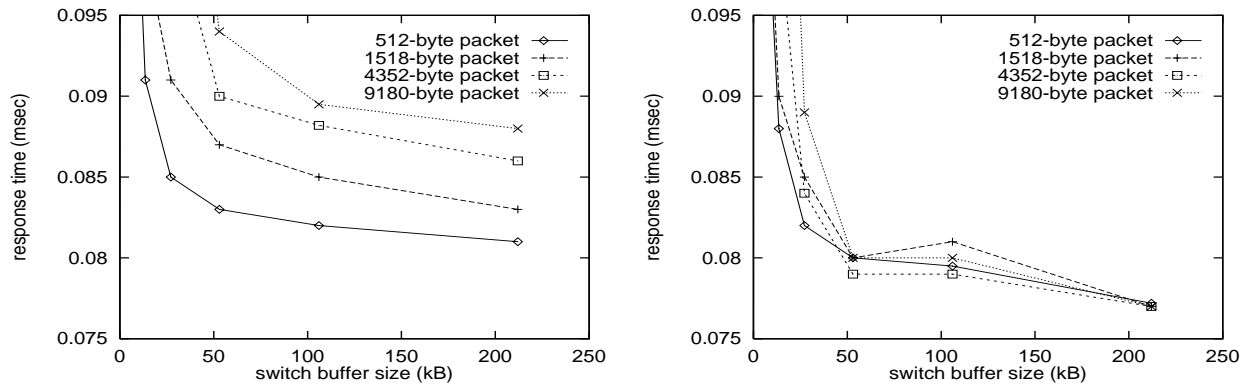 0.095
0.09
0.085
0.08
0.075
response time (msec)
0 50 100 150 200 250
switch buffer size (kB)
512-byte packet
1518-byte packet
4352-byte packet
9180-byte packet
0.095
0.09
0.085
0.08
0.075
response time (msec)
0 50 100 150 200 250
switch buffer size (kB)
512-byte packet
1518-byte packet
4352-byte packet
9180-byte packet